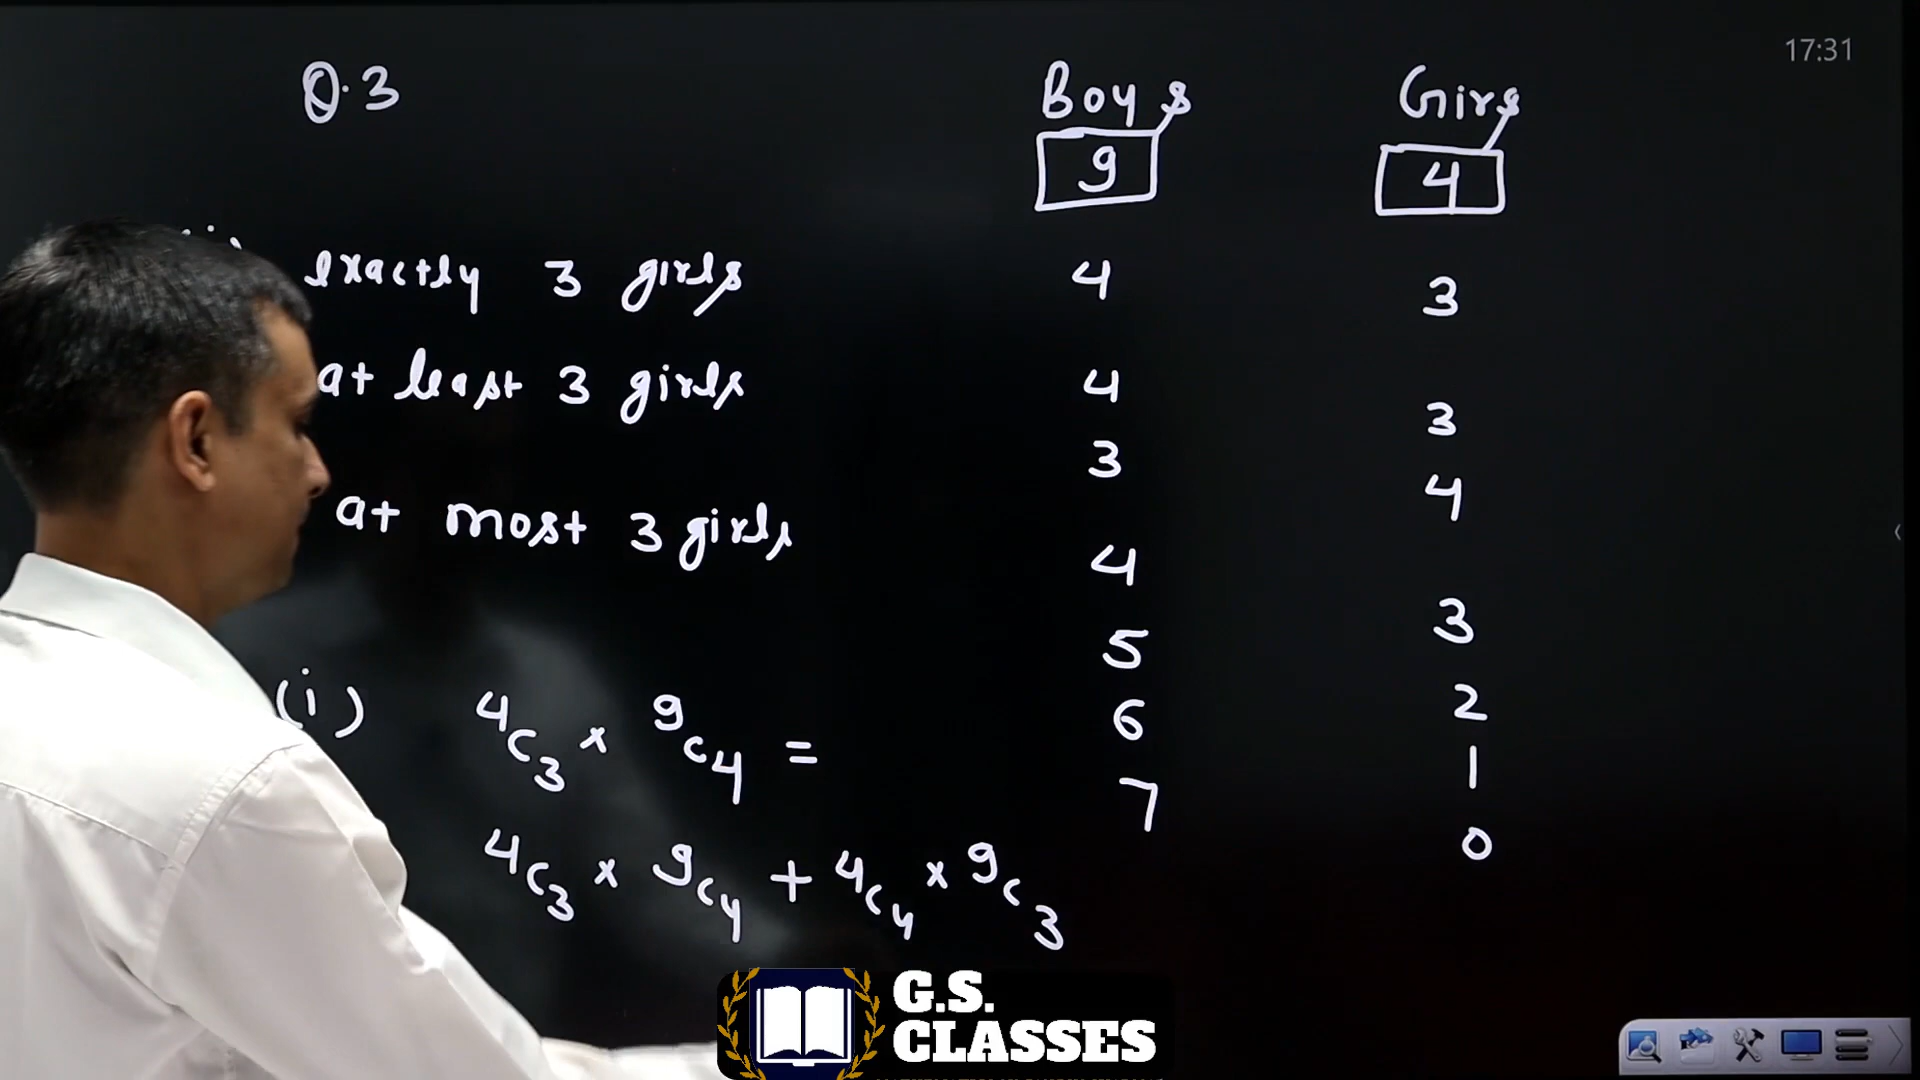 17:31
Q.3
Boys Girs
9 4
exactly 3 girls 4 3
at least 3 girls 4 3
3 4
at most 3 girls 4 3
5 2
6 1
7 0
(i) 4c3 × 9c4 =
4c3 × 9c4 + 4c4 × 9c3
G.S.
CLASSES